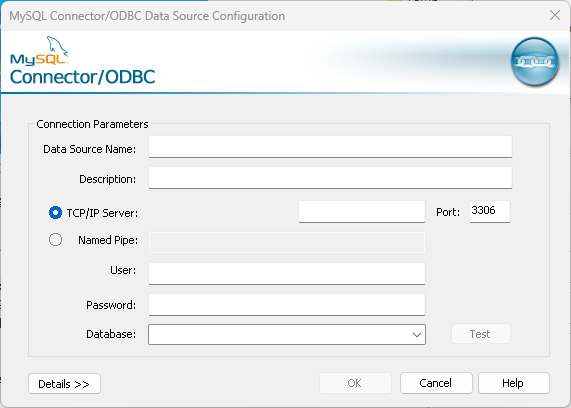 MySQL Connector/ODBC Data Source Configuration
MySQL
Connector/ODBC
Connection Parameters
Data Source Name:
Description:
TCP/IP Server:
Port: 3306
Named Pipe:
User:
Password:
Database:
Test
Details >>
OK
Cancel
Help